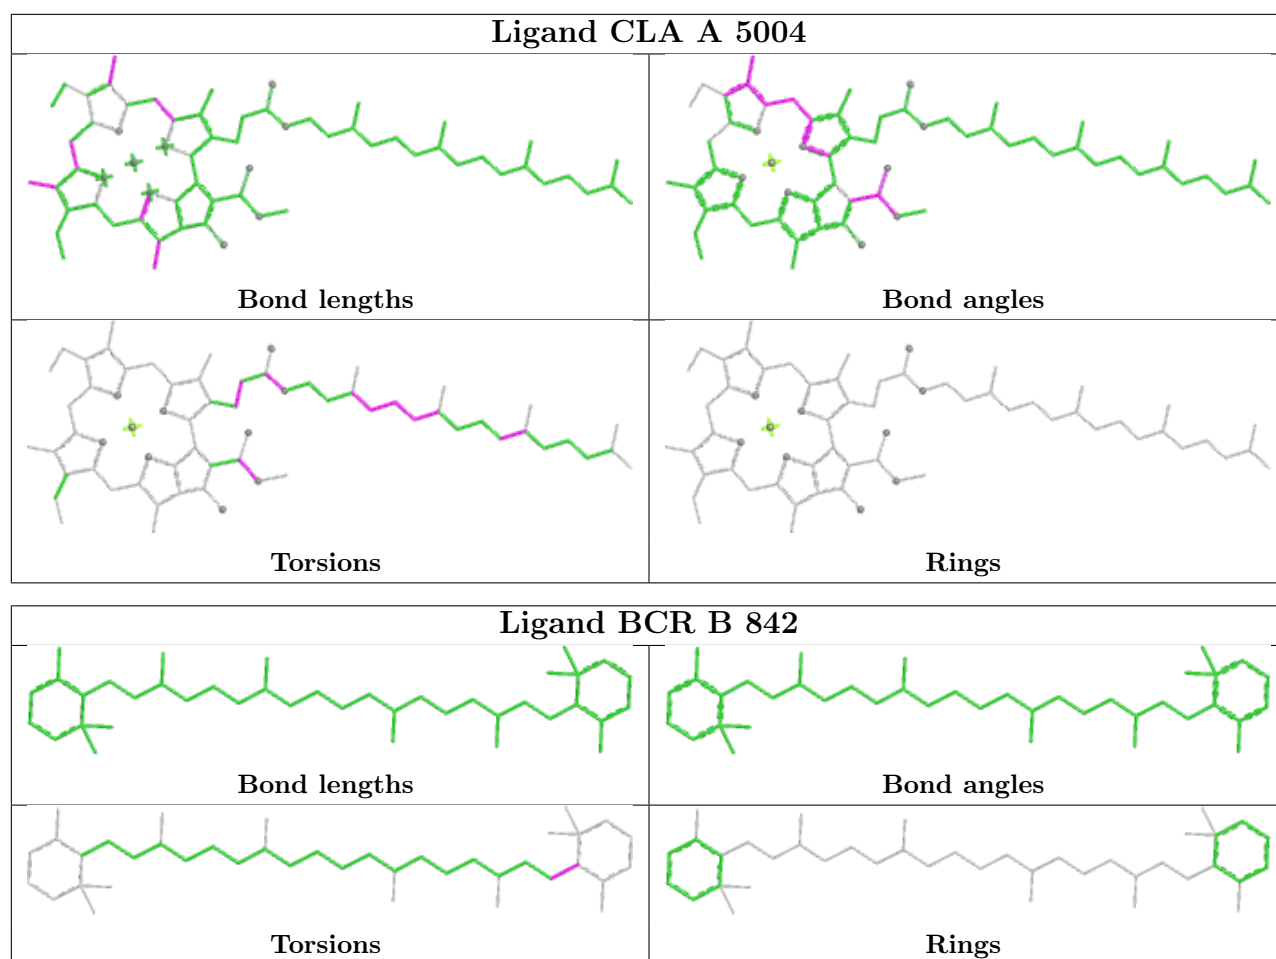 Ligand CLA A 5004
Bond lengths
Bond angles
Torsions
Rings
Ligand BCR B 842
Bond lengths
Bond angles
Torsions
Rings